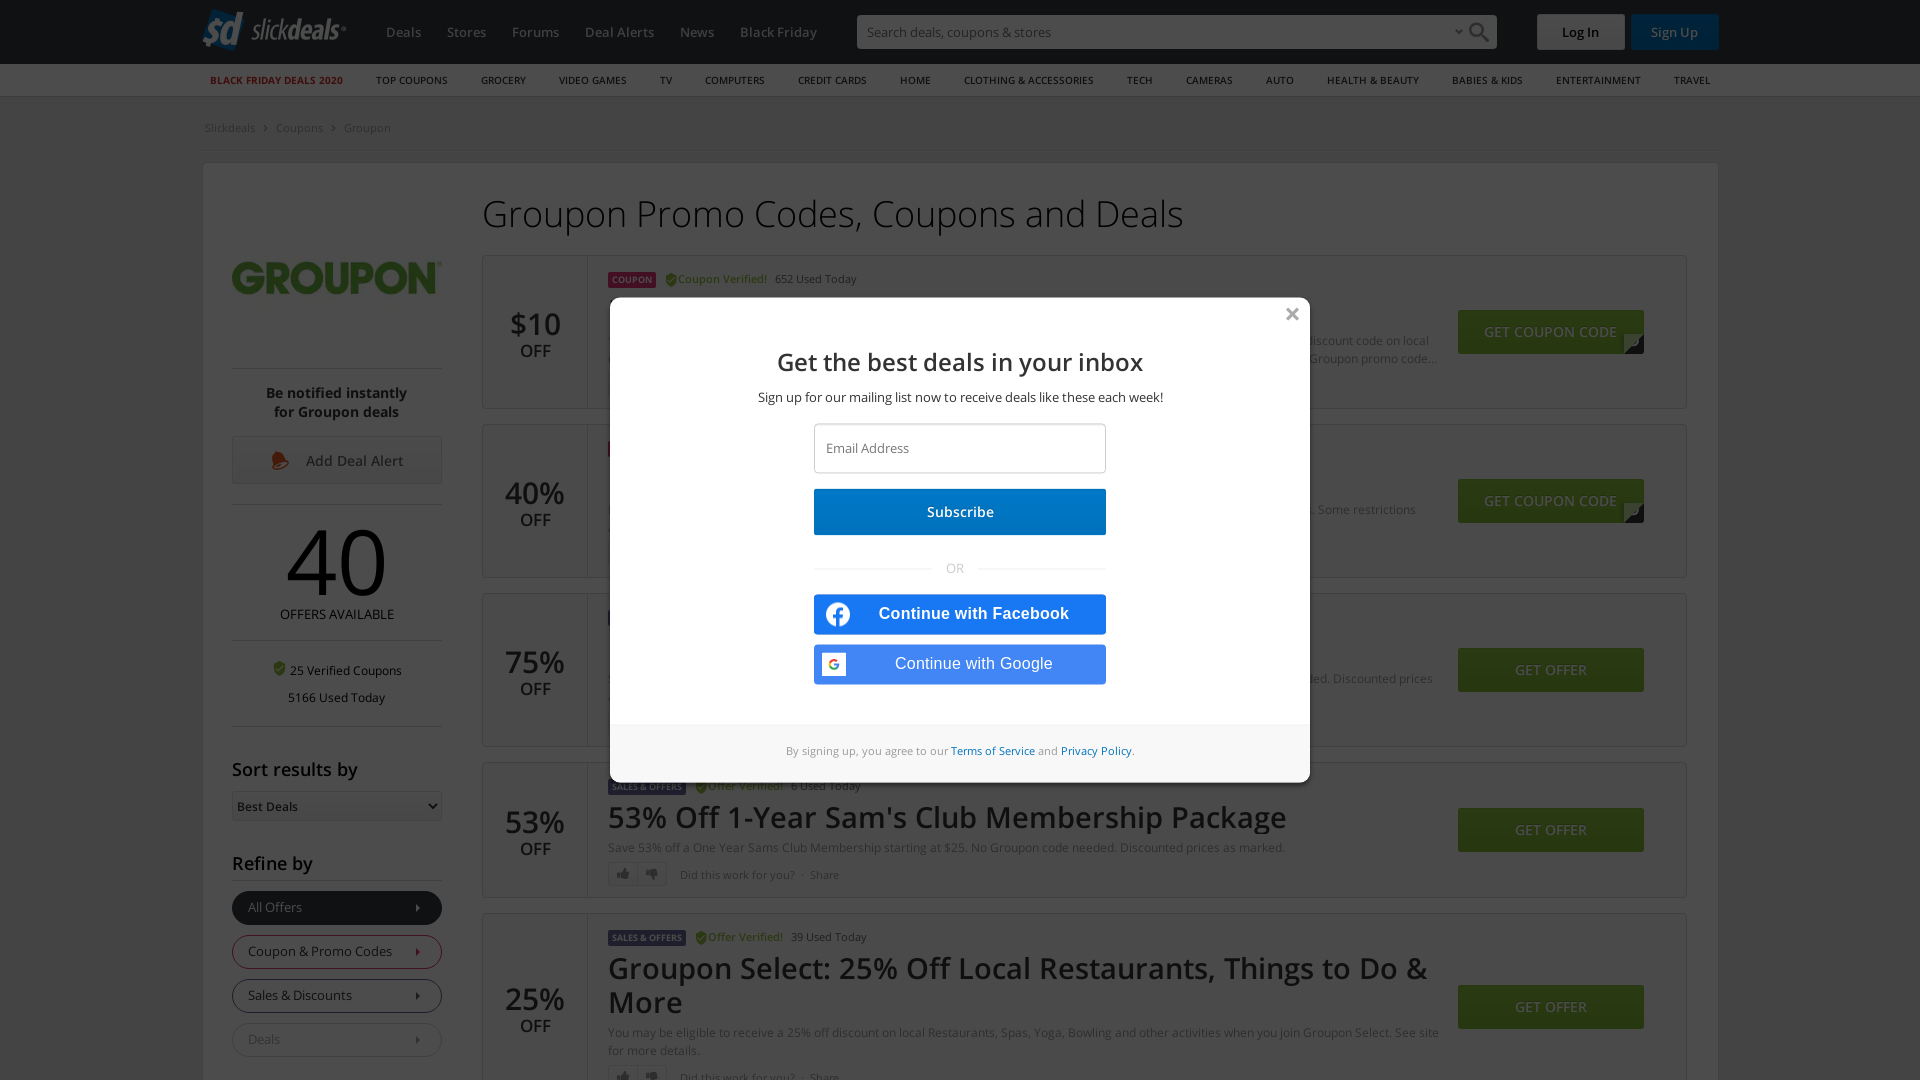 sd slickdeals
Deals Stores Forums Deal Alerts News Black Friday
Search deals, coupons & stores
Log In
Sign Up
BLACK FRIDAY DEALS 2020 TOP COUPONS GROCERY VIDEO GAMES TV COMPUTERS CREDIT CARDS HOME CLOTHING & ACCESSORIES TECH CAMERAS AUTO HEALTH & BEAUTY BABIES & KIDS ENTERTAINMENT TRAVEL
Slickdeals Coupons Groupon
Groupon Promo Codes, Coupons and Deals
GROUPON
Be notified instantly
for Groupon deals
Add Deal Alert
40
OFFERS AVAILABLE
25 Verified Coupons
5166 Used Today
Sort results by
Best Deals
Refine by
All Offers
Coupon & Promo Codes
Sales & Discounts
Deals
$10
OFF
COUPON Coupon Verified! 652 Used Today
discount code on local
Groupon promo code...
GET COUPON CODE
40%
OFF
. Some restrictions
GET COUPON CODE
75%
OFF
Discounted prices
GET OFFER
Get the best deals in your inbox
Sign up for our mailing list now to receive deals like these each week!
Email Address
Subscribe
OR
Continue with Facebook
Continue with Google
By signing up, you agree to our Terms of Service and Privacy Policy.
53%
OFF
SALES & OFFERS Offer Verified! 6 Used Today
53% Off 1-Year Sam's Club Membership Package
Save 53% off a One Year Sams Club Membership starting at $25. No Groupon code needed. Discounted prices as marked.
Did this work for you? · Share
GET OFFER
25%
OFF
SALES & OFFERS Offer Verified! 39 Used Today
Groupon Select: 25% Off Local Restaurants, Things to Do &
More
You may be eligible to receive a 25% off discount on local Restaurants, Spas, Yoga, Bowling and other activities when you join Groupon Select. See site
for more details.
Did this work for you? · Share
GET OFFER